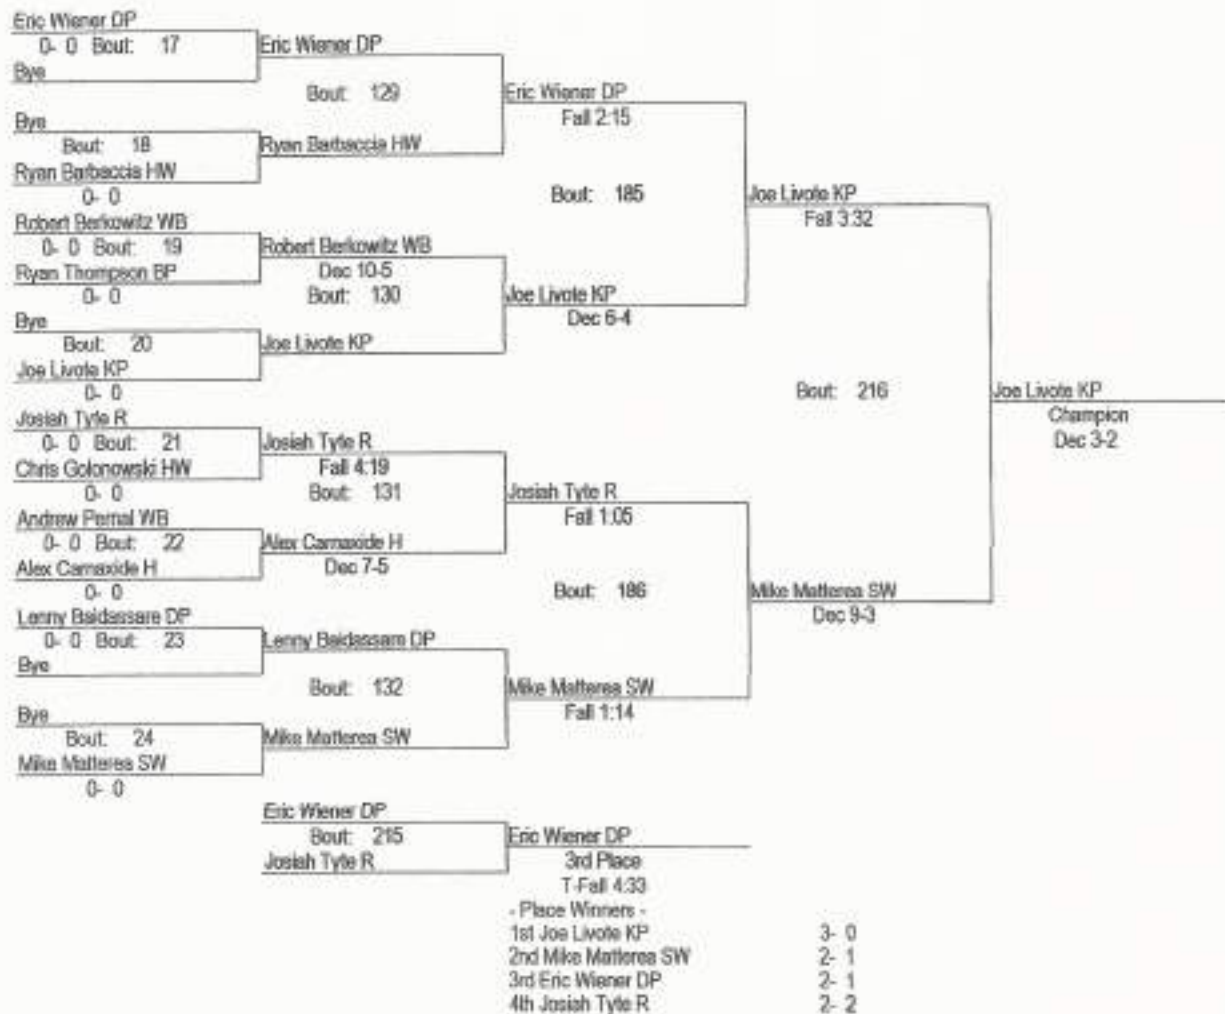 Eric Wiener DP
0- 0 Bout: 17
Bye
Eric Wiener DP
Bout: 129
Bye
Bout: 18
Ryan Barbaccia HW
0- 0
Ryan Barbaccia HW
Eric Wiener DP
Fall 2:15
Bout: 185
Robert Berkowitz WB
0- 0 Bout: 19
Ryan Thompson BP
0- 0
Robert Berkowitz WB
Dec 10-5
Bout: 130
Bye
Bout: 20
Joe Livote KP
0- 0
Joe Livote KP
Joe Livote KP
Dec 6-4
Joe Livote KP
Fall 3:32
Bout: 216
Joe Livote KP
Champion
Dec 3-2
Josiah Tyte R
0- 0 Bout: 21
Chris Golonowski HW
0- 0
Josiah Tyte R
Fall 4:19
Bout: 131
Andrew Pernal WB
0- 0 Bout: 22
Alex Carnaxide H
0- 0
Alex Carnaxide H
Dec 7-5
Josiah Tyte R
Fall 1:05
Bout: 186
Mike Matterea SW
Dec 9-3
Lenny Baidassare DP
0- 0 Bout: 23
Bye
Lenny Baidassare DP
Bout: 132
Bye
Bout: 24
Mike Matterea SW
0- 0
Mike Matterea SW
Mike Matterea SW
Fall 1:14
Eric Wiener DP
Bout: 215
Josiah Tyte R
Eric Wiener DP
3rd Place
T-Fall 4:33
- Place Winners -
1st Joe Livote KP 3- 0
2nd Mike Matterea SW 2- 1
3rd Eric Wiener DP 2- 1
4th Josiah Tyte R 2- 2